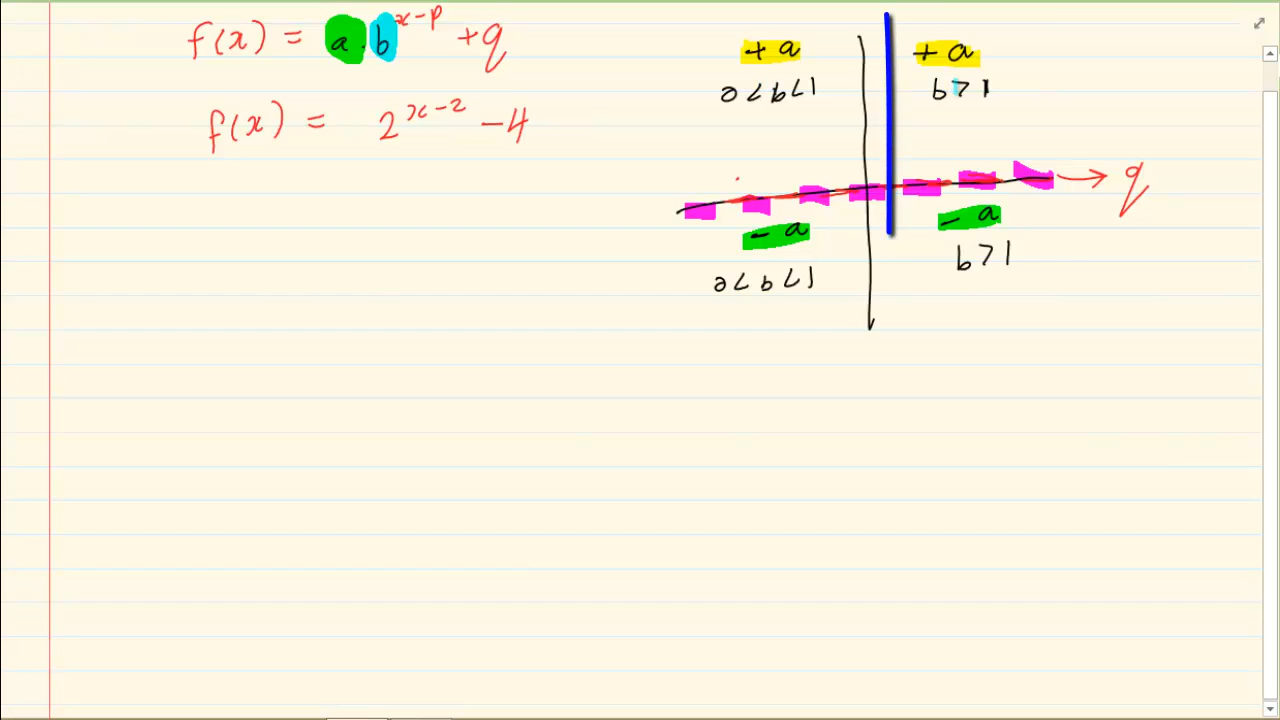 f(x) = a.b^{x-p} + q
f(x) = 2^{x-2} - 4
+ a
+ a
0<b<1
b>1
q
- a
- a
b>1
0<b<1